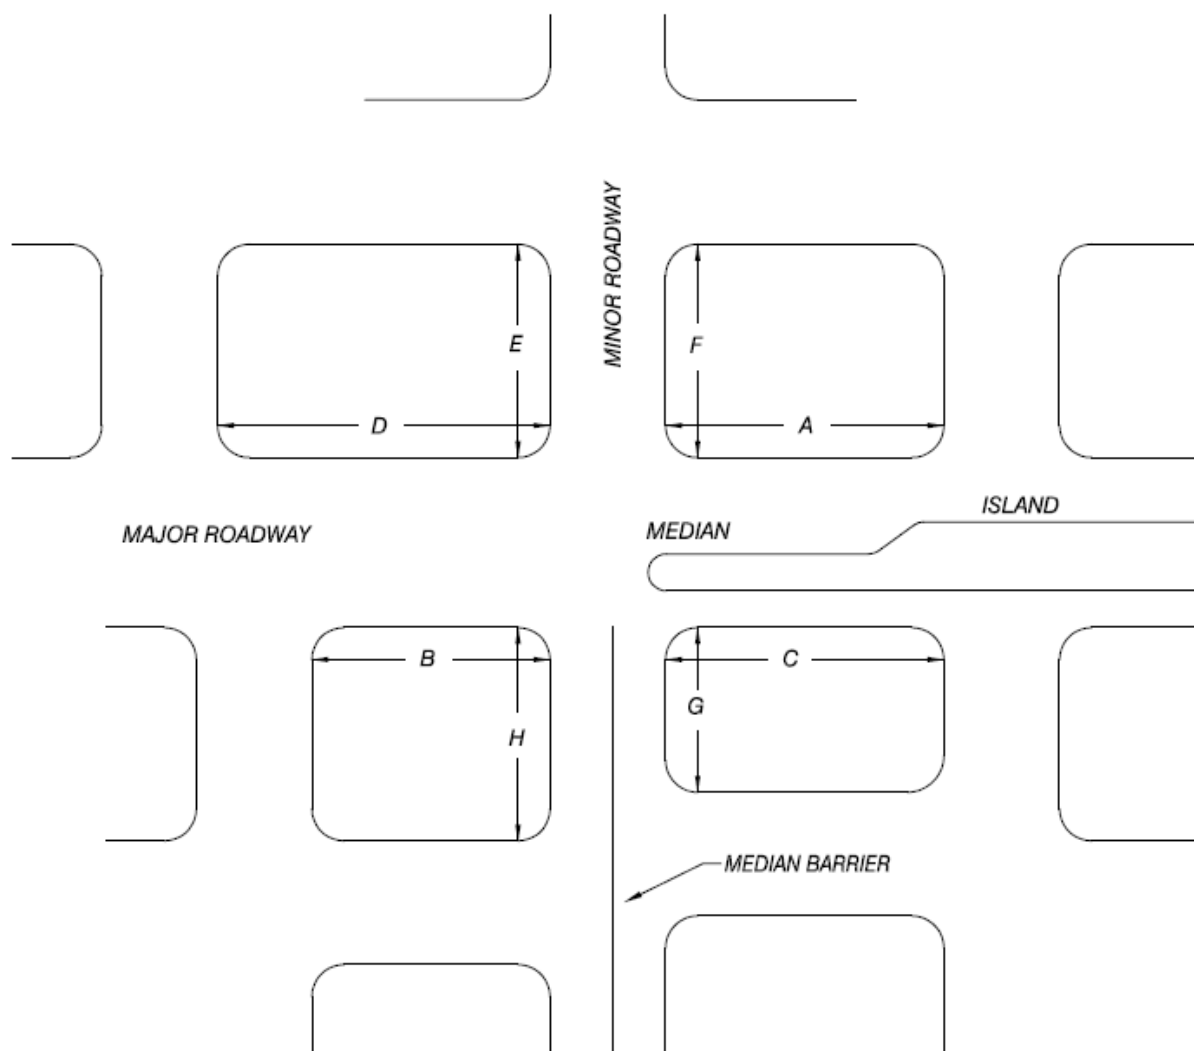 MINOR ROADWAY
E
F
D
A
ISLAND
MAJOR ROADWAY
MEDIAN
B
C
G
H
MEDIAN BARRIER